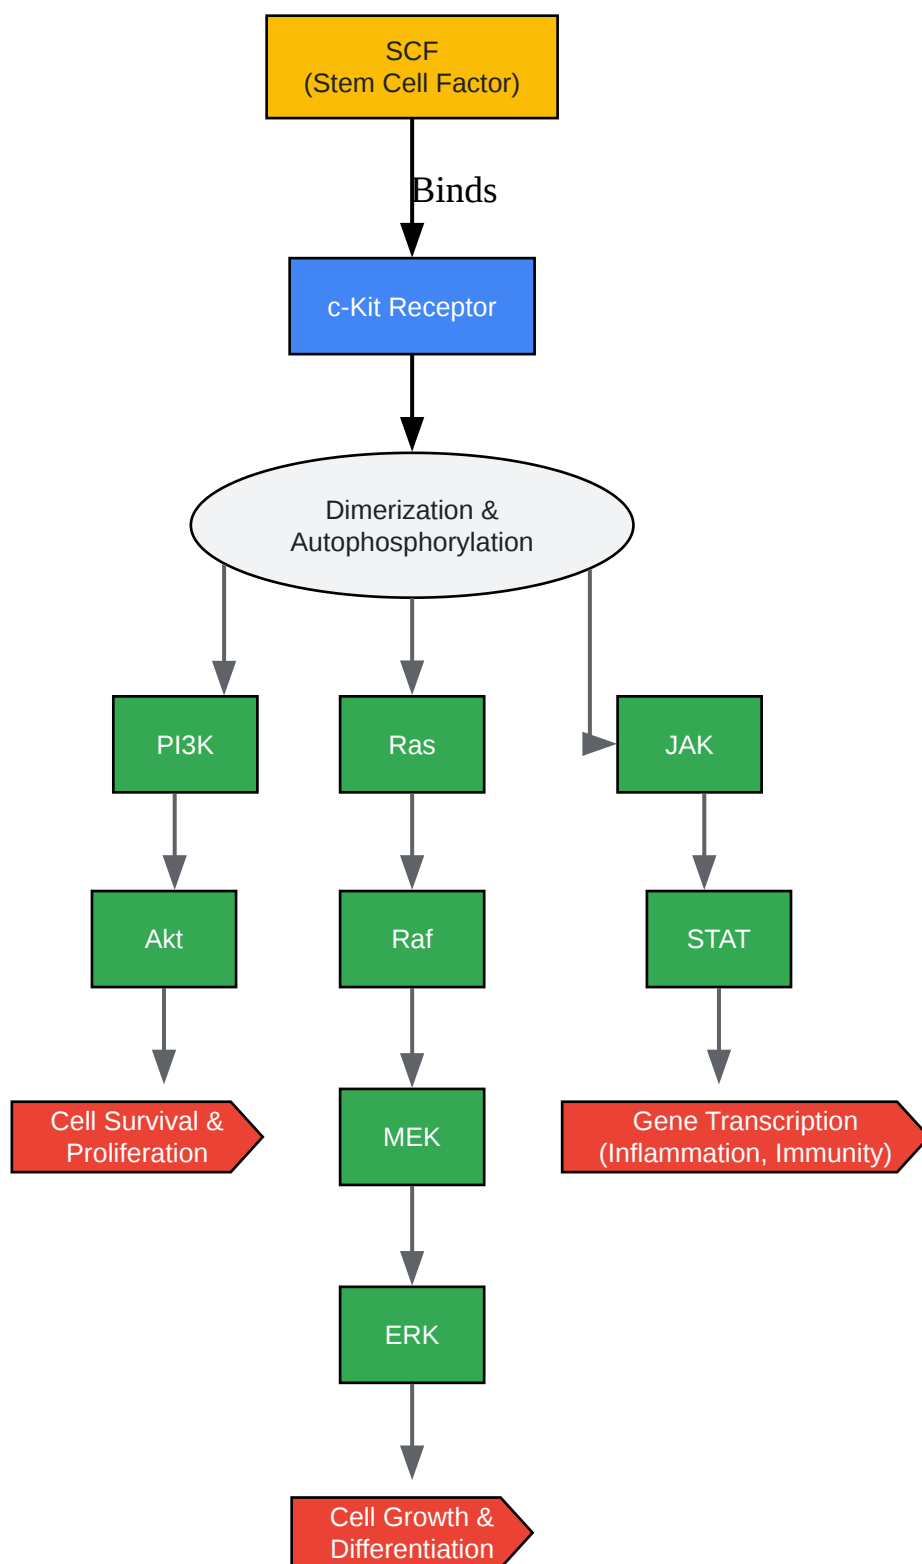 SCF
(Stem Cell Factor)
Binds
c-Kit Receptor
Dimerization &
Autophosphorylation
PI3K
Ras
JAK
Akt
Raf
STAT
Cell Survival &
Proliferation
MEK
Gene Transcription
(Inflammation, Immunity)
ERK
Cell Growth &
Differentiation